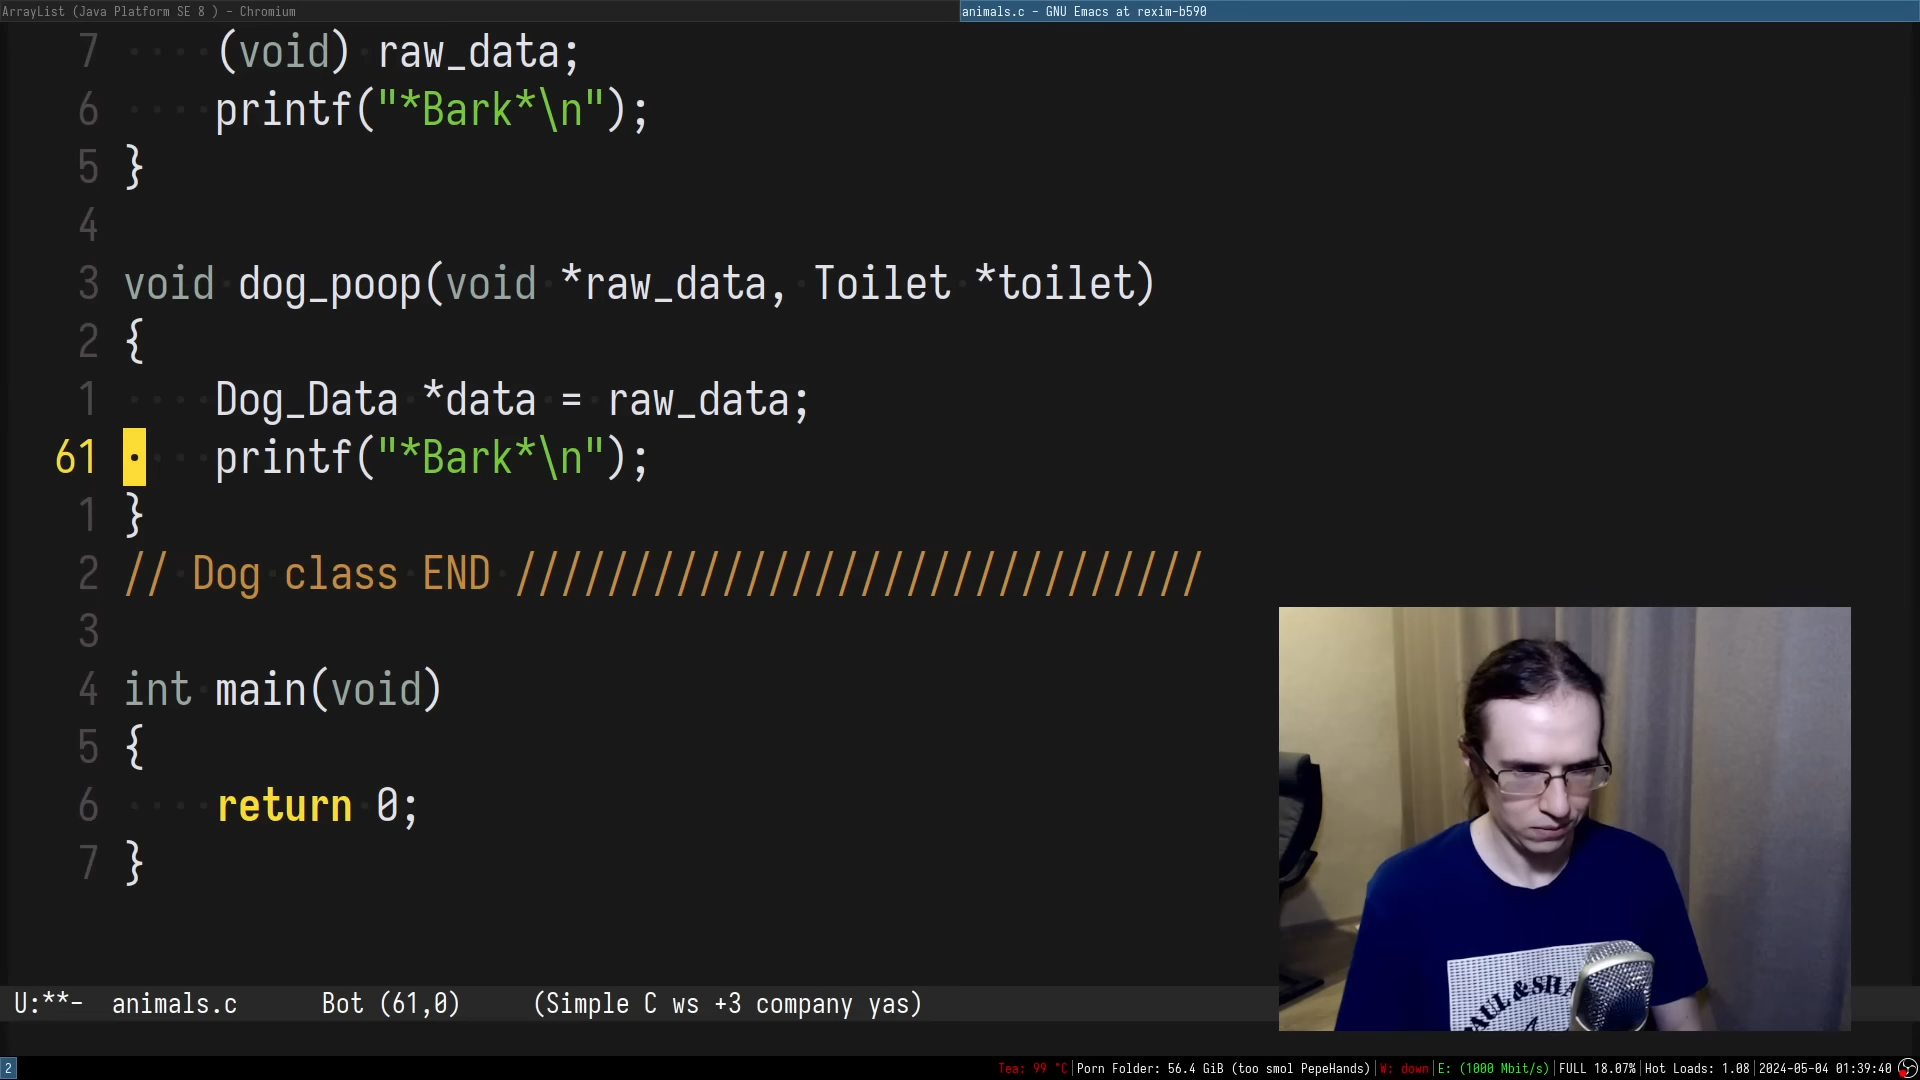 ArrayList (Java Platform SE 8 ) - Chromium
animals.c - GNU Emacs at rexim-b590
7 (void) raw_data;
6 printf("*Bark*\n");
5 }
4
3 void dog_poop(void *raw_data, Toilet *toilet)
2 {
1 Dog_Data *data = raw_data;
61 printf("*Bark*\n");
1 }
2 // Dog class END //////////////////////////////
3
4 int main(void)
5 {
6 return 0;
7 }
U:**- animals.c Bot (61,0) (Simple C ws +3 company yas)
2 Tea: 99 °C|Porn Folder: 56.4 GiB (too smol PepeHands)|W: down|E: (1000 Mbit/s)|FULL 18.07%|Hot Loads: 1.08|2024-05-04 01:39:40